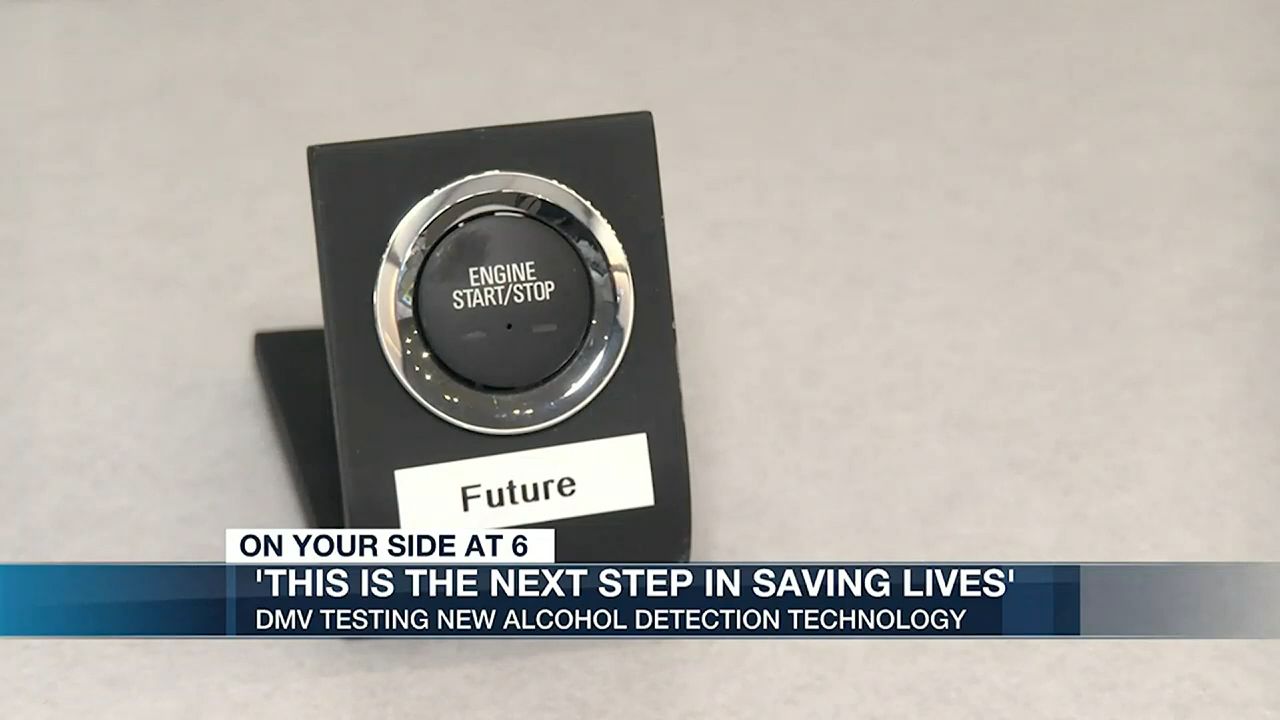 ENGINE
START/STOP
Future
ON YOUR SIDE AT 6
'THIS IS THE NEXT STEP IN SAVING LIVES'
DMV TESTING NEW ALCOHOL DETECTION TECHNOLOGY